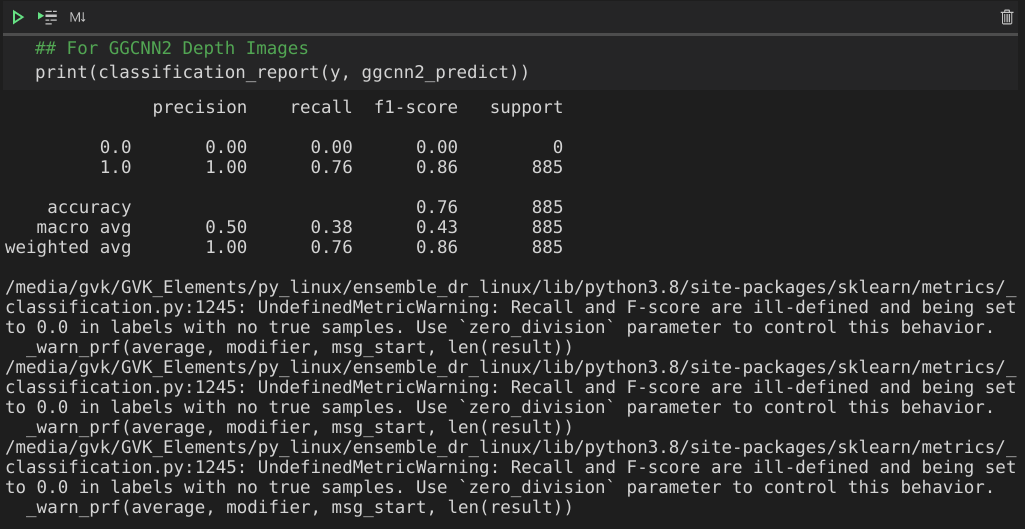 M↓
## For GGCNN2 Depth Images
print(classification_report(y, ggcnn2_predict))
precision recall f1-score support
0.0 0.00 0.00 0.00 0
1.0 1.00 0.76 0.86 885
accuracy 0.76 885
macro avg 0.50 0.38 0.43 885
weighted avg 1.00 0.76 0.86 885
/media/gvk/GVK_Elements/py_linux/ensemble_dr_linux/lib/python3.8/site-packages/sklearn/metrics/_
classification.py:1245: UndefinedMetricWarning: Recall and F-score are ill-defined and being set
to 0.0 in labels with no true samples. Use `zero_division` parameter to control this behavior.
_warn_prf(average, modifier, msg_start, len(result))
/media/gvk/GVK_Elements/py_linux/ensemble_dr_linux/lib/python3.8/site-packages/sklearn/metrics/_
classification.py:1245: UndefinedMetricWarning: Recall and F-score are ill-defined and being set
to 0.0 in labels with no true samples. Use `zero_division` parameter to control this behavior.
_warn_prf(average, modifier, msg_start, len(result))
/media/gvk/GVK_Elements/py_linux/ensemble_dr_linux/lib/python3.8/site-packages/sklearn/metrics/_
classification.py:1245: UndefinedMetricWarning: Recall and F-score are ill-defined and being set
to 0.0 in labels with no true samples. Use `zero_division` parameter to control this behavior.
_warn_prf(average, modifier, msg_start, len(result))